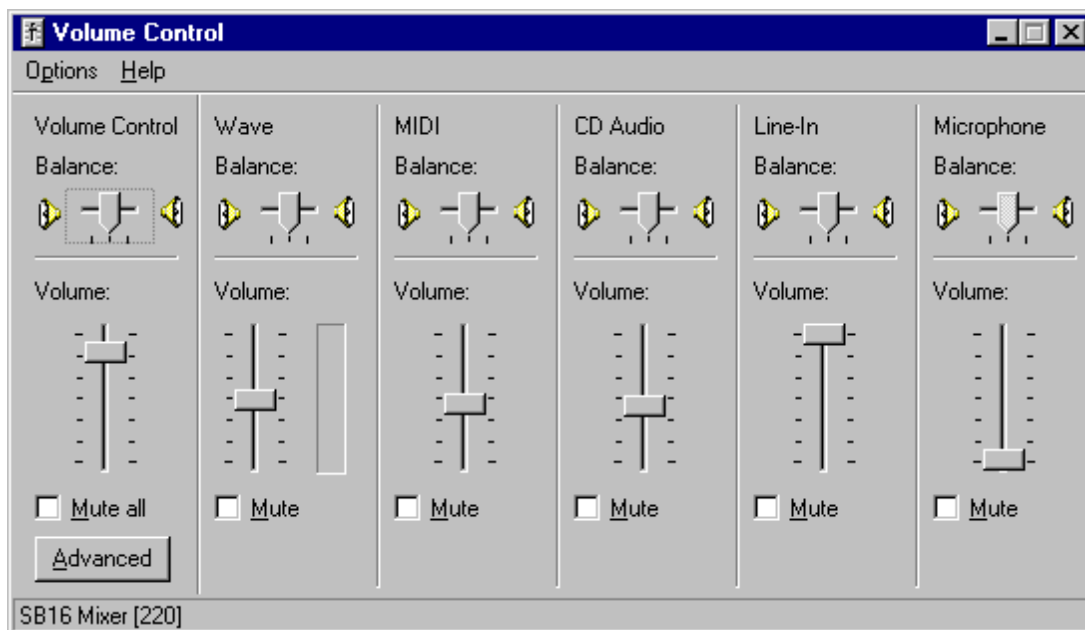 Volume Control
Options Help
Volume Control
Balance:
Volume:
Mute all
Advanced
Wave
Balance:
Volume:
Mute
MIDI
Balance:
Volume:
Mute
CD Audio
Balance:
Volume:
Mute
Line-In
Balance:
Volume:
Mute
Microphone
Balance:
Volume:
Mute
SB16 Mixer [220]